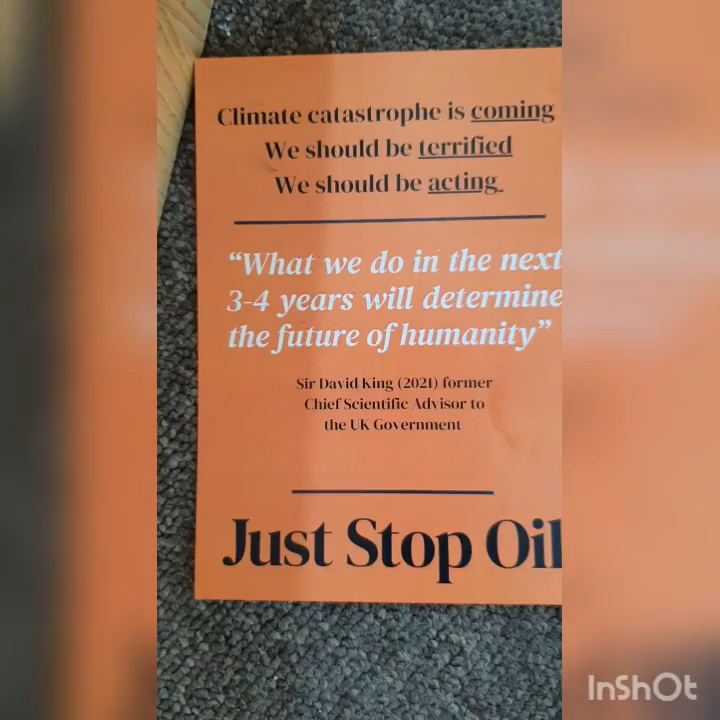 Climate catastrophe is coming
We should be terrified
We should be acting
“What we do in the next
3-4 years will determine
the future of humanity”
Sir David King (2021) former
Chief Scientific Advisor to
the UK Government
Just Stop Oil
InShOt